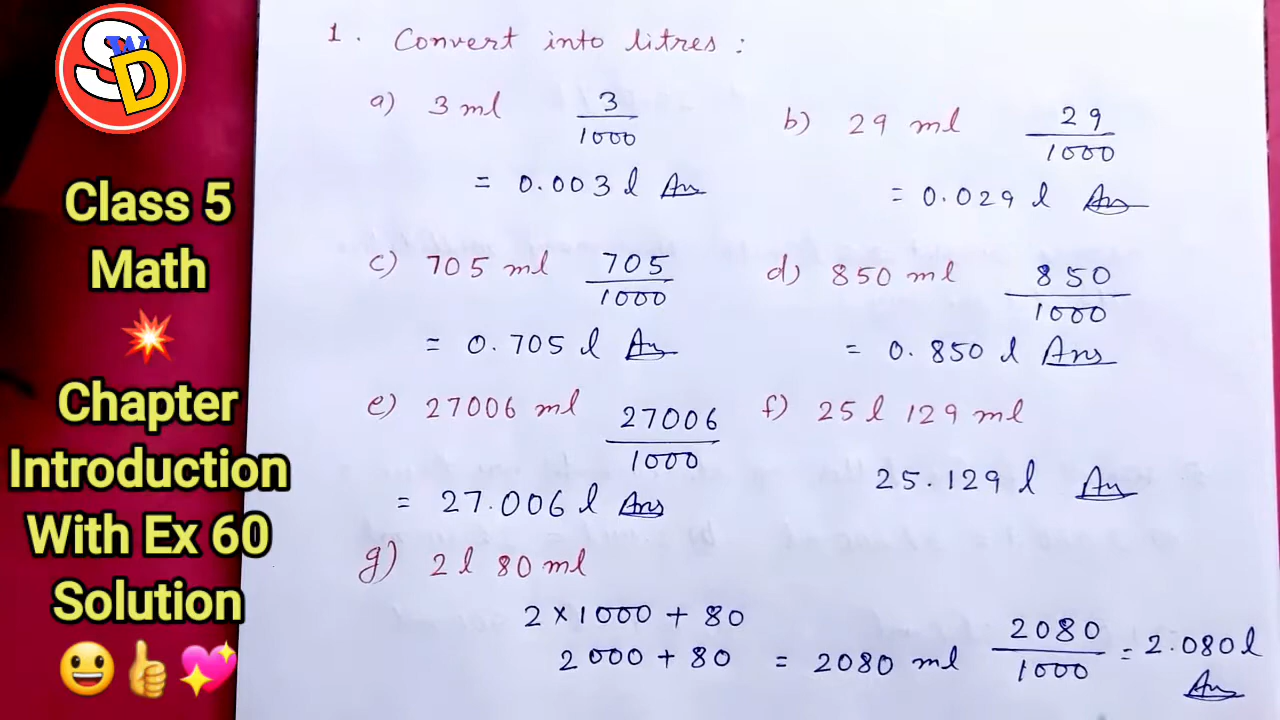 SWD
Class 5
Math
Chapter
Introduction
With Ex 60
Solution
1. Convert into litres :
a) 3 ml 3/1000
= 0.003 l Ans
b) 29 ml 29/1000
= 0.029 l Ans
c) 705 ml 705/1000
= 0.705 l Ans
d) 850 ml 850/1000
= 0.850 l Ans
e) 27006 ml 27006/1000
= 27.006 l Ans
f) 25 l 129 ml
25.129 l Ans
g) 2 l 80 ml
2 × 1000 + 80
2000 + 80 = 2080 ml 2080/1000 = 2.080 l
Ans